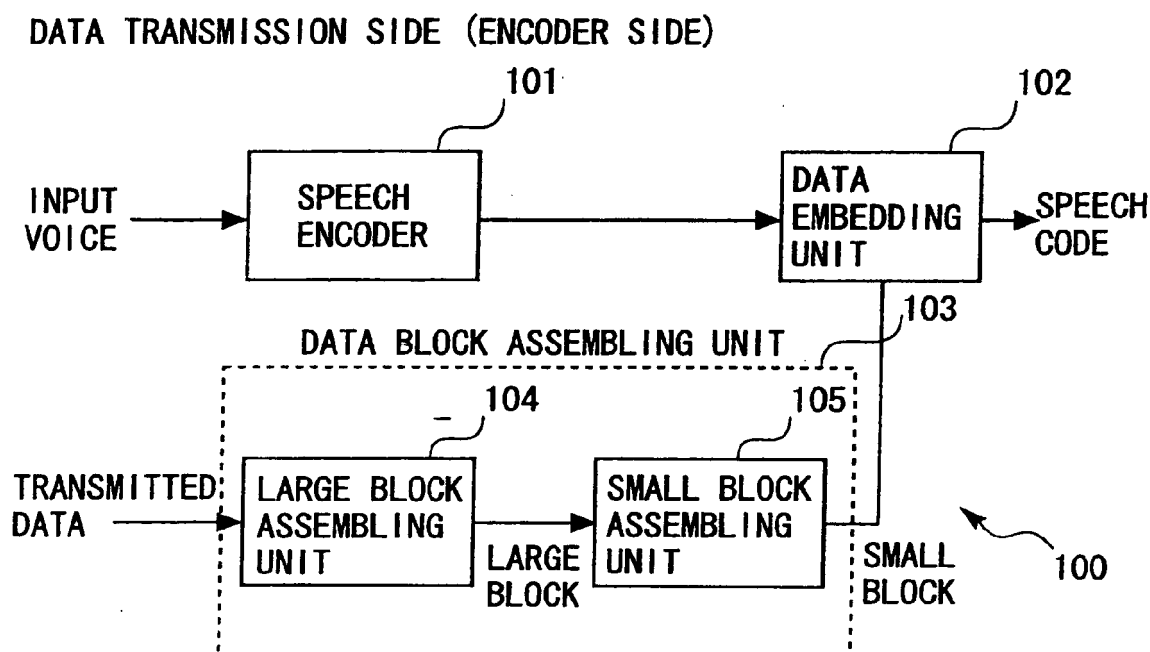 DATA TRANSMISSION SIDE (ENCODER SIDE)
101
102
INPUT
VOICE
SPEECH
ENCODER
DATA
EMBEDDING
UNIT
SPEECH
CODE
103
DATA BLOCK ASSEMBLING UNIT
104
105
TRANSMITTED
DATA
LARGE BLOCK
ASSEMBLING
UNIT
LARGE
BLOCK
SMALL BLOCK
ASSEMBLING
UNIT
SMALL
BLOCK
100